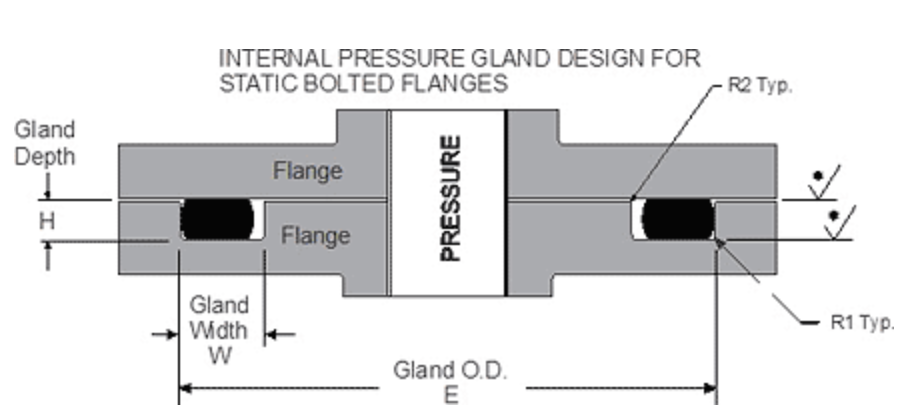 INTERNAL PRESSURE GLAND DESIGN FOR
STATIC BOLTED FLANGES
R2 Typ.
Gland
Depth
H
Flange
Flange
PRESSURE
Gland
Width
W
R1 Typ.
Gland O.D.
E